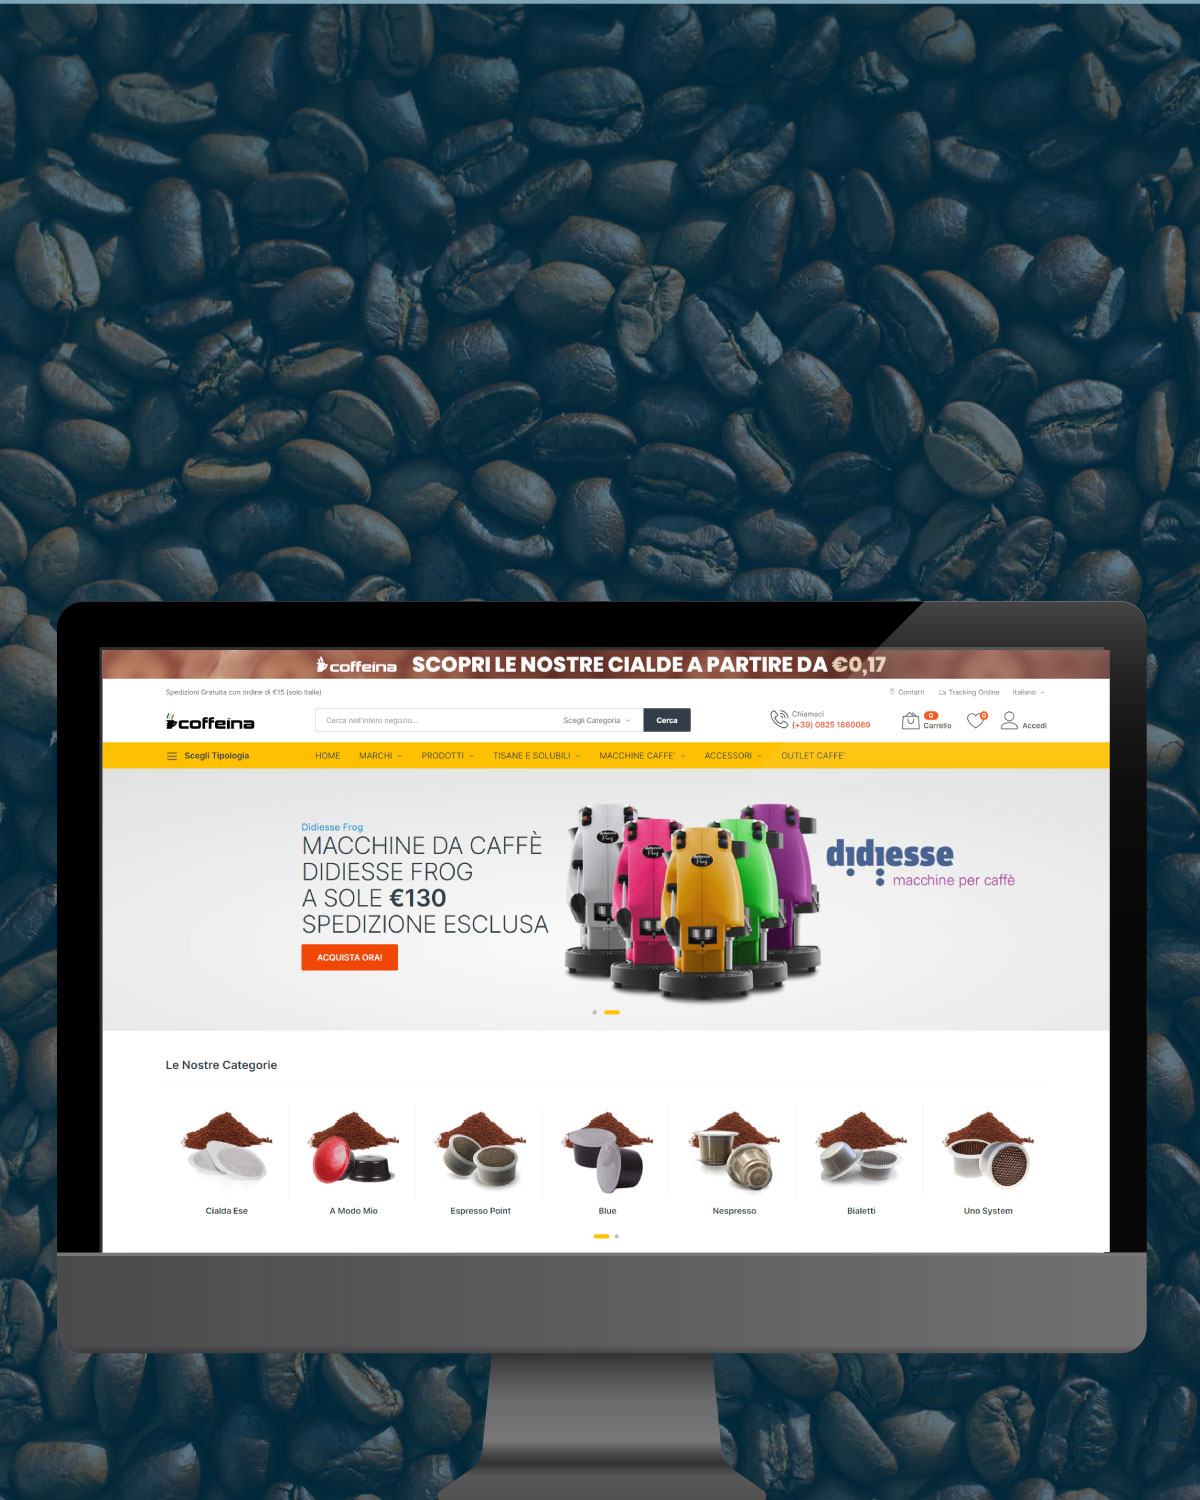 coffeina SCOPRI LE NOSTRE CIALDE A PARTIRE DA €0,17
Spedizioni Gratuita con ordine di €15 (solo Italia)
Contatti Tracking Ordine Italiano
coffeina
Cerca nell'intero negozio... Scegli Categoria Cerca
Chiamaci
(+39) 0825 1860089
0
Carrello
0
Accedi
Scegli Tipologia HOME MARCHI PRODOTTI TISANE E SOLUBILI MACCHINE CAFFE' ACCESSORI OUTLET CAFFE'
Didiesse Frog
MACCHINE DA CAFFÈ
DIDIESSE FROG
A SOLE €130
SPEDIZIONE ESCLUSA
ACQUISTA ORA!
didiesse
macchine per caffè
Le Nostre Categorie
Cialda Ese A Modo Mio Espresso Point Blue Nespresso Bialetti Uno System